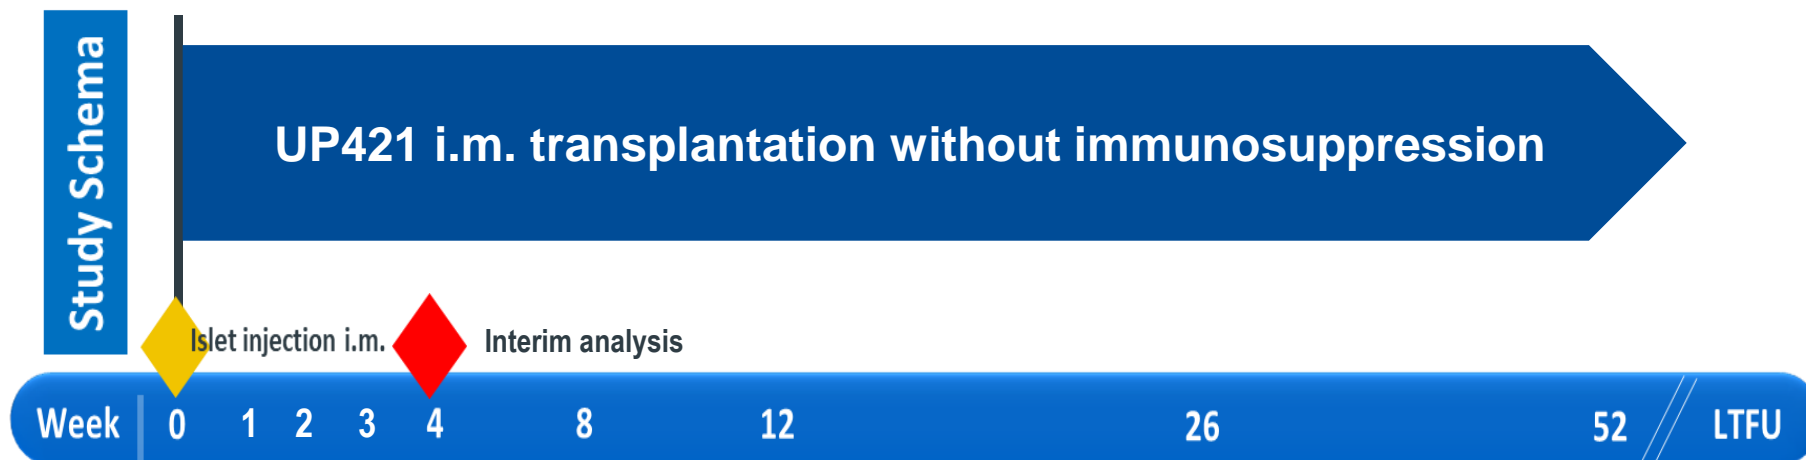 Study Schema
UP421 i.m. transplantation without immunosuppression
Islet injection i.m.
Interim analysis
Week 0 1 2 3 4 8 12 26 52 LTFU